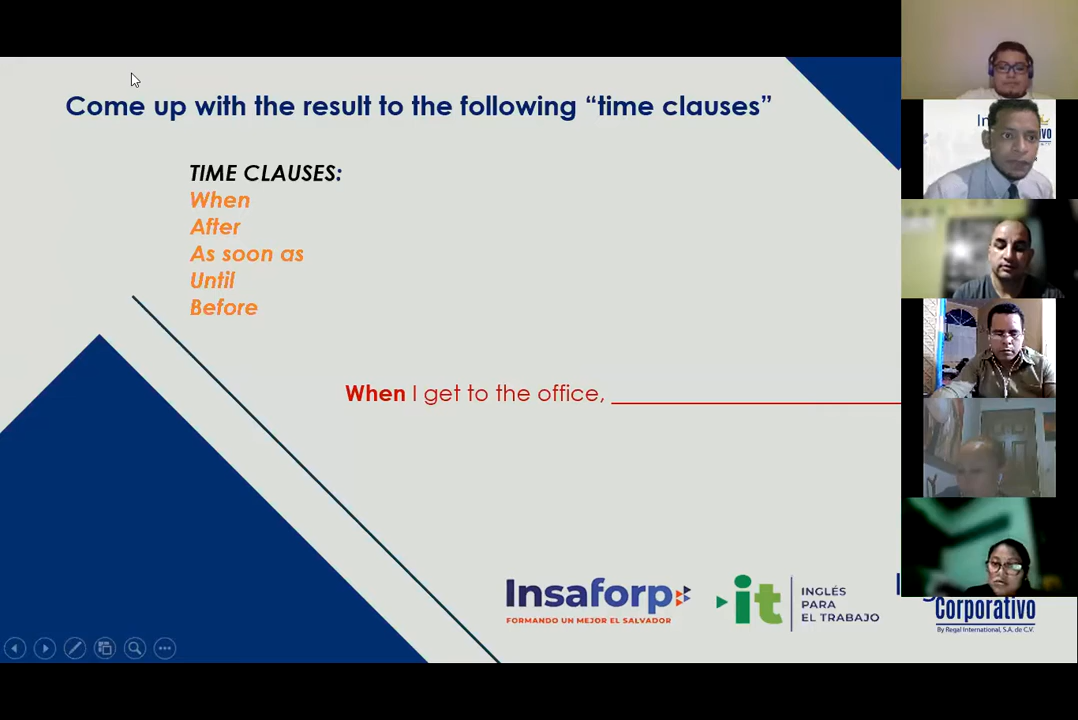 Come up with the result to the following “time clauses”
TIME CLAUSES:
When
After
As soon as
Until
Before
When I get to the office, ____________________
Insaforp
FORMANDO UN MEJOR EL SALVADOR
it
INGLÉS
PARA
EL TRABAJO
Corporativo
By Regal International, S.A. de C.V.